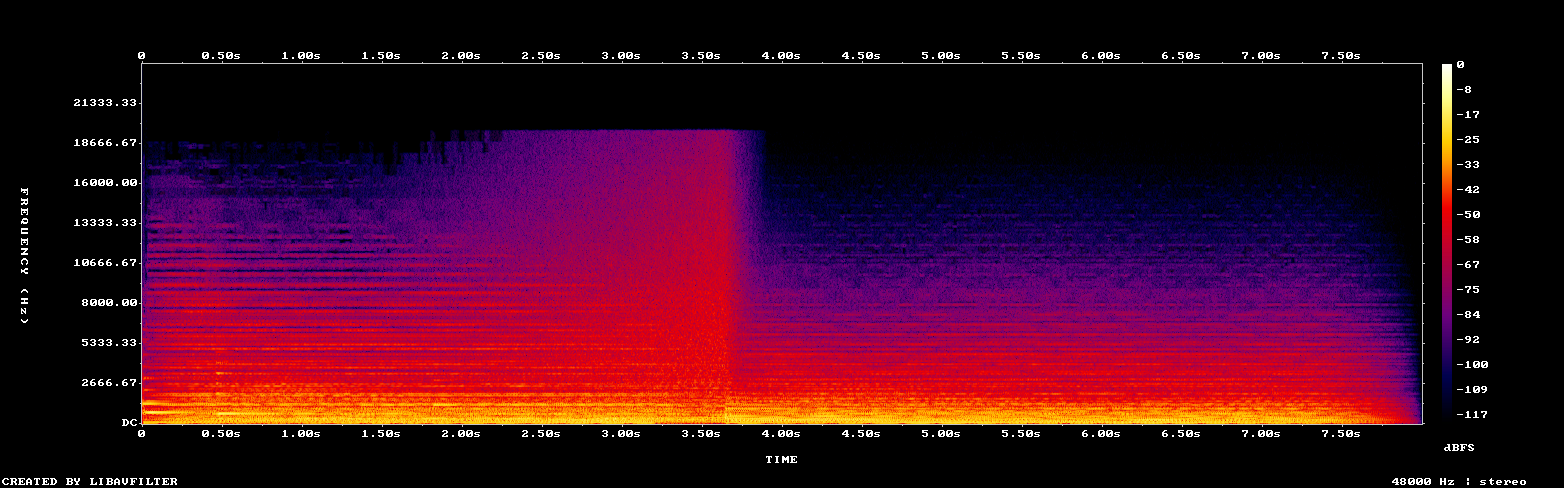 0 0.50s 1.00s 1.50s 2.00s 2.50s 3.00s 3.50s 4.00s 4.50s 5.00s 5.50s 6.00s 6.50s 7.00s 7.50s
21333.33
18666.67
16000.00
13333.33
10666.67
8000.00
5333.33
2666.67
DC
FREQUENCY (Hz)
0
-8
-17
-25
-33
-42
-50
-58
-67
-75
-84
-92
-100
-109
-117
dBFS
0 0.50s 1.00s 1.50s 2.00s 2.50s 3.00s 3.50s 4.00s 4.50s 5.00s 5.50s 6.00s 6.50s 7.00s 7.50s
TIME
CREATED BY LIBAVFILTER
48000 Hz | stereo